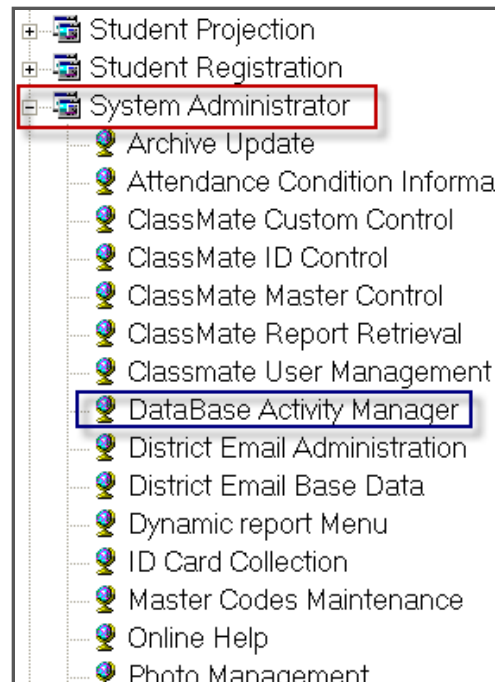 Student Projection
Student Registration
System Administrator
Archive Update
Attendance Condition Informa
ClassMate Custom Control
ClassMate ID Control
ClassMate Master Control
ClassMate Report Retrieval
Classmate User Management
DataBase Activity Manager
District Email Administration
District Email Base Data
Dynamic report Menu
ID Card Collection
Master Codes Maintenance
Online Help
Photo Management